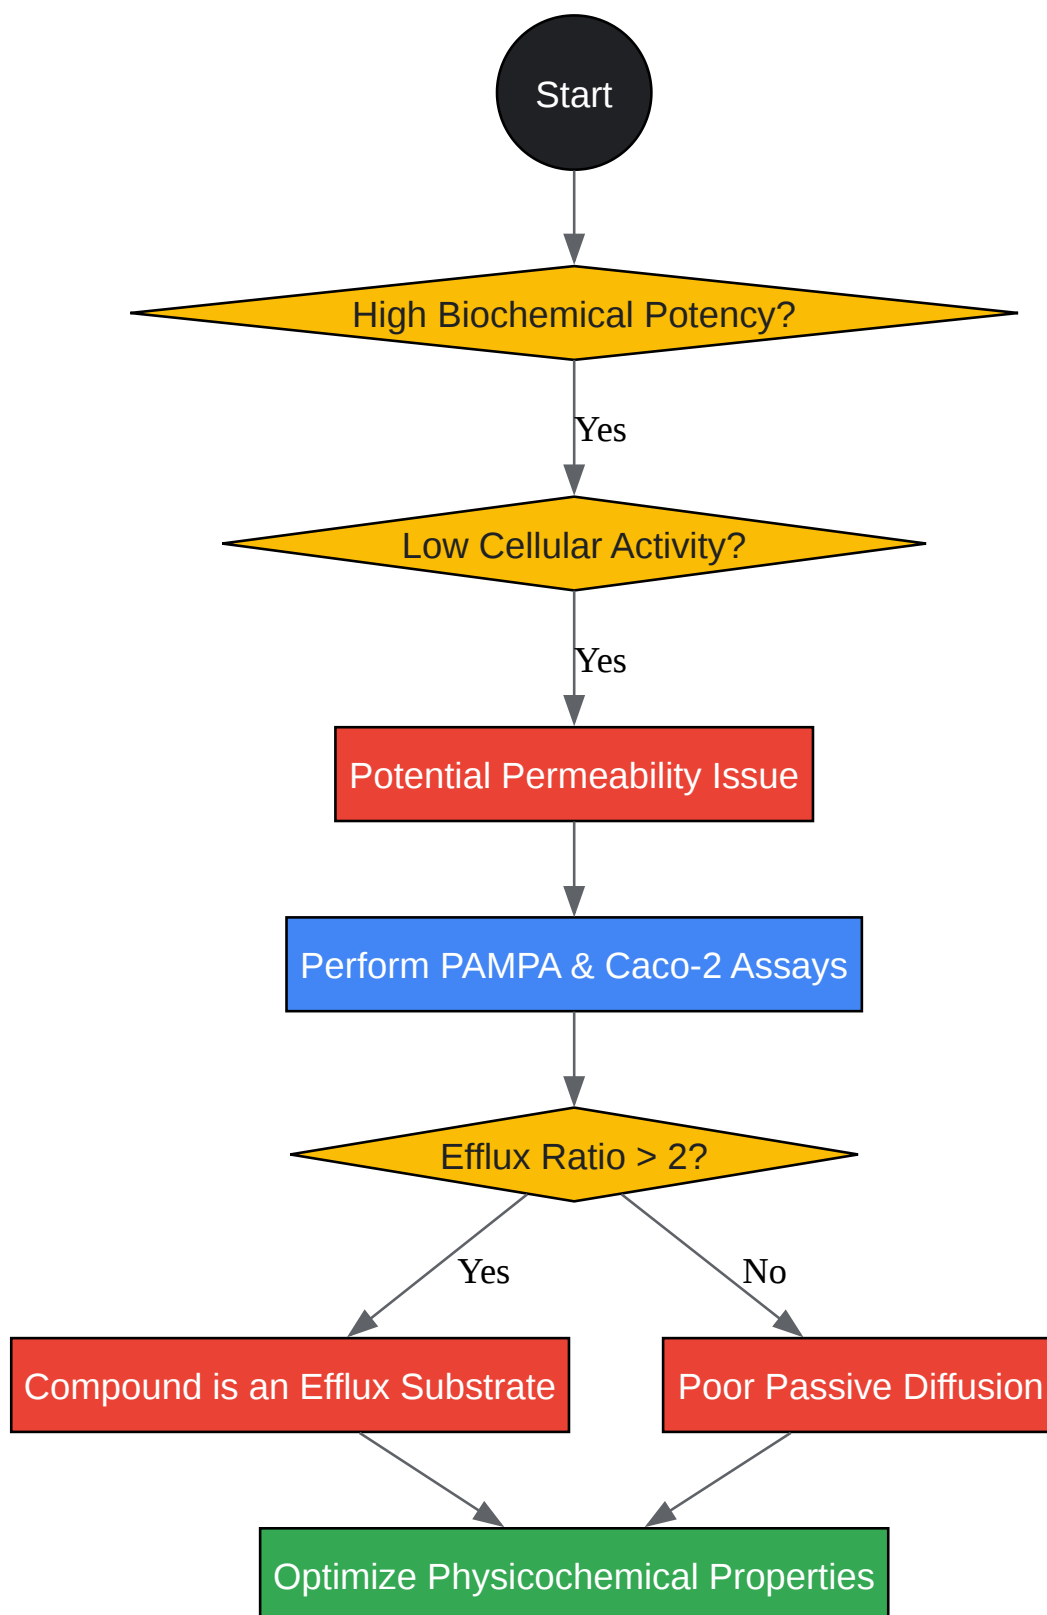 Start
High Biochemical Potency?
Yes
Low Cellular Activity?
Yes
Potential Permeability Issue
Perform PAMPA & Caco-2 Assays
Efflux Ratio > 2?
Yes
No
Compound is an Efflux Substrate
Poor Passive Diffusion
Optimize Physicochemical Properties